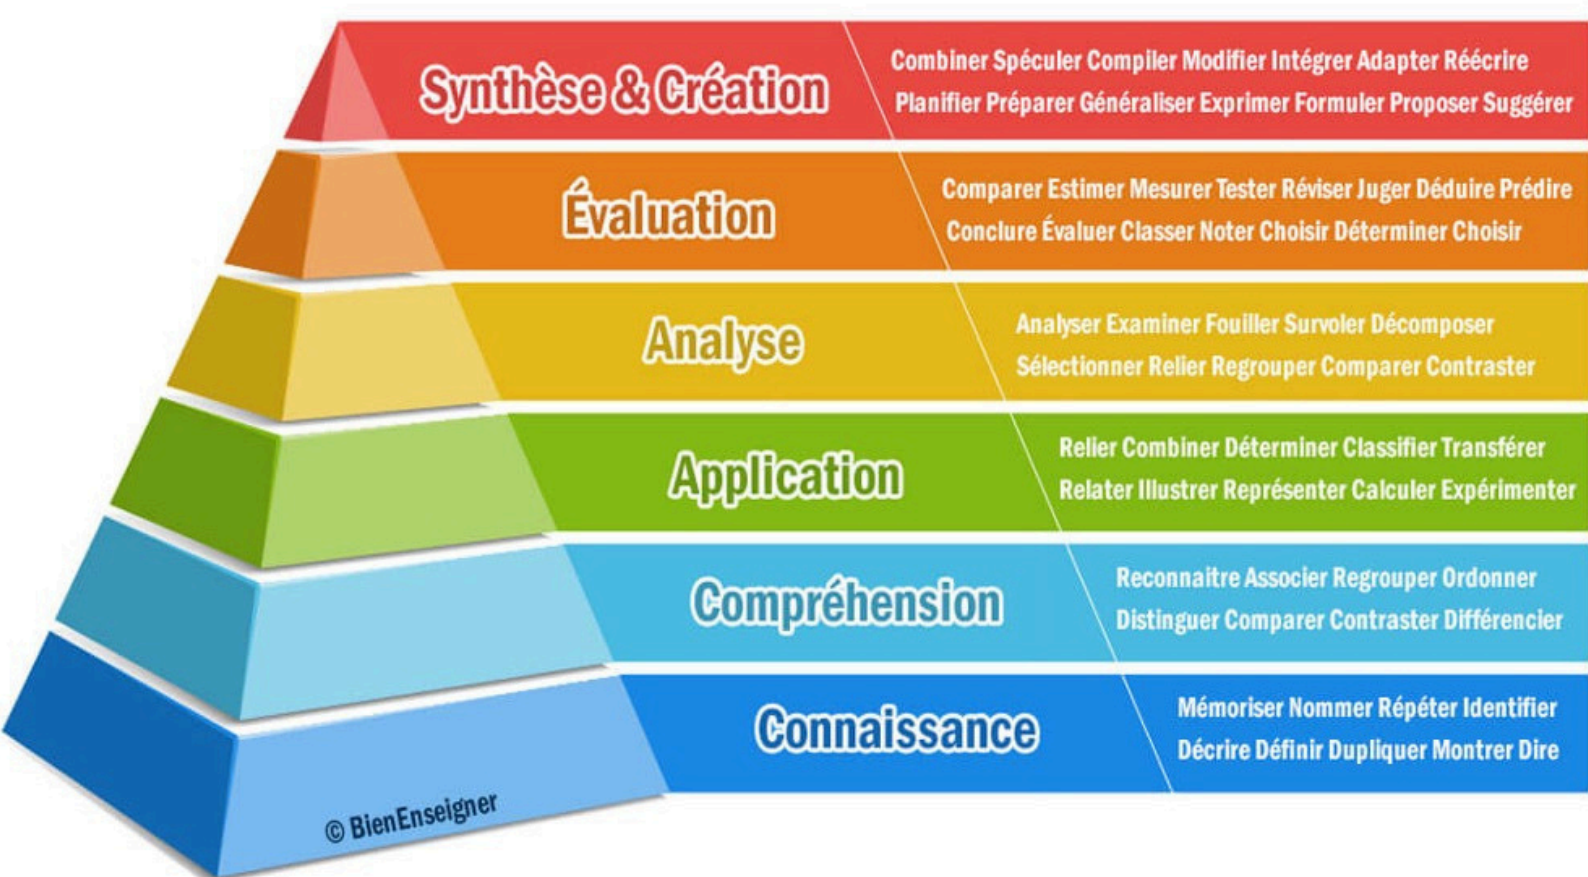 Synthèse & Création
Combiner Spéculer Compiler Modifier Intégrer Adapter Réécrire
Planifier Préparer Généraliser Exprimer Formuler Proposer Suggérer
Évaluation
Comparer Estimer Mesurer Tester Réviser Juger Déduire Prédire
Conclure Évaluer Classer Noter Choisir Déterminer Choisir
Analyse
Analyser Examiner Fouiller Survoler Décomposer
Sélectionner Relier Regrouper Comparer Contraster
Application
Relier Combiner Déterminer Classifier Transférer
Relater Illustrer Représenter Calculer Expérimenter
Compréhension
Reconnaitre Associer Regrouper Ordonner
Distinguer Comparer Contraster Différencier
Connaissance
Mémoriser Nommer Répéter Identifier
Décrire Définir Dupliquer Montrer Dire
© BienEnseigner